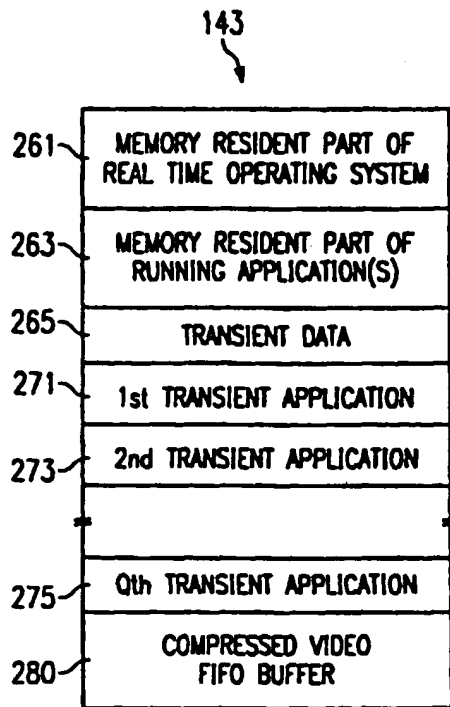 143
261
MEMORY RESIDENT PART OF
REAL TIME OPERATING SYSTEM
263
MEMORY RESIDENT PART OF
RUNNING APPLICATION(S)
265
TRANSIENT DATA
271
1st TRANSIENT APPLICATION
273
2nd TRANSIENT APPLICATION
275
Qth TRANSIENT APPLICATION
280
COMPRESSED VIDEO
FIFO BUFFER